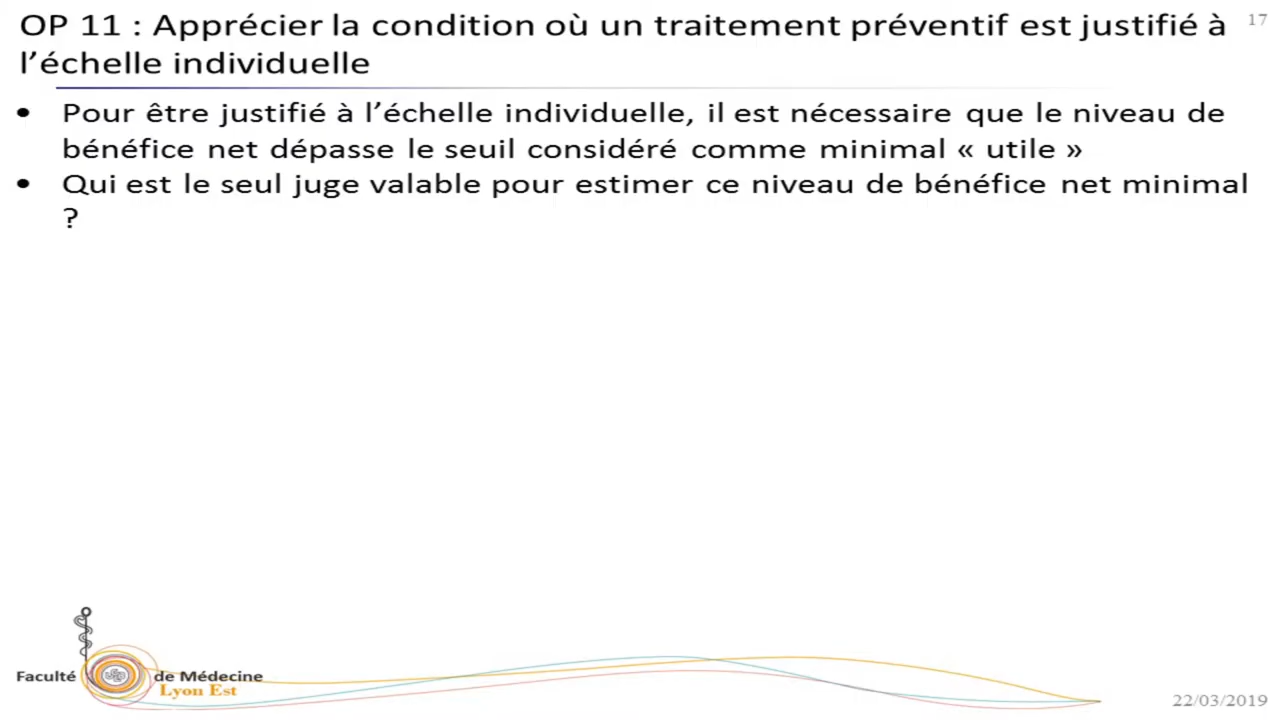 OP 11 : Apprécier la condition où un traitement préventif est justifié à
l’échelle individuelle
17
• Pour être justifié à l’échelle individuelle, il est nécessaire que le niveau de
bénéfice net dépasse le seuil considéré comme minimal « utile »
• Qui est le seul juge valable pour estimer ce niveau de bénéfice net minimal
?
Faculté de Médecine
Lyon Est
22/03/2019